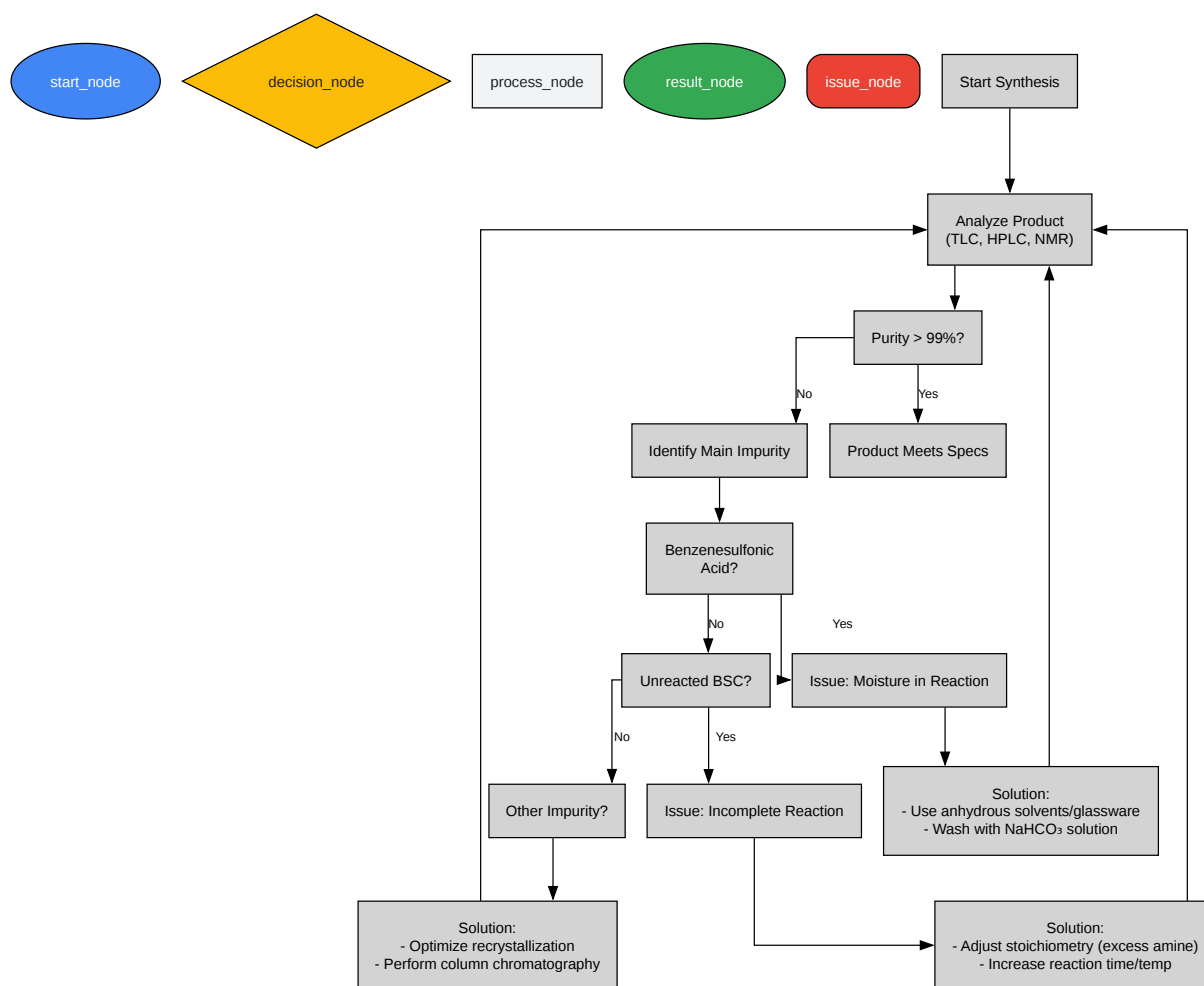 start_node
decision_node
process_node
result_node
issue_node
Start Synthesis
Analyze Product
(TLC, HPLC, NMR)
Purity > 99%?
No
Yes
Identify Main Impurity
Product Meets Specs
Benzenesulfonic
Acid?
No
Yes
Unreacted BSC?
Issue: Moisture in Reaction
No
Yes
Other Impurity?
Issue: Incomplete Reaction
Solution:
- Use anhydrous solvents/glassware
- Wash with NaHCO₃ solution
Solution:
- Optimize recrystallization
- Perform column chromatography
Solution:
- Adjust stoichiometry (excess amine)
- Increase reaction time/temp